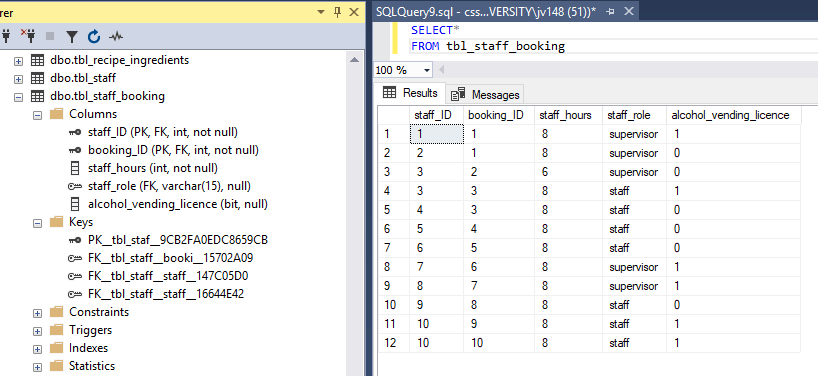 rer
dbo.tbl_recipe_ingredients
dbo.tbl_staff
dbo.tbl_staff_booking
Columns
staff_ID (PK, FK, int, not null)
booking_ID (PK, FK, int, not null)
staff_hours (int, not null)
staff_role (FK, varchar(15), null)
alcohol_vending_licence (bit, null)
Keys
PK__tbl_staf__9CB2FA0EDC8659CB
FK__tbl_staff__booki__15702A09
FK__tbl_staff__staff__147C05D0
FK__tbl_staff__staff__16644E42
Constraints
Triggers
Indexes
Statistics
SQLQuery9.sql - css...VERSITY\jv148 (51))*
SELECT*
FROM tbl_staff_booking
100 %
Results Messages
staff_ID booking_ID staff_hours staff_role alcohol_vending_licence
1 1 1 8 supervisor 1
2 2 1 8 supervisor 0
3 3 2 6 supervisor 0
4 3 3 8 staff 1
5 4 3 8 staff 0
6 5 4 8 staff 0
7 6 5 8 staff 0
8 7 6 8 supervisor 1
9 8 7 8 supervisor 1
10 9 8 8 staff 0
11 10 9 8 staff 1
12 10 10 8 staff 1